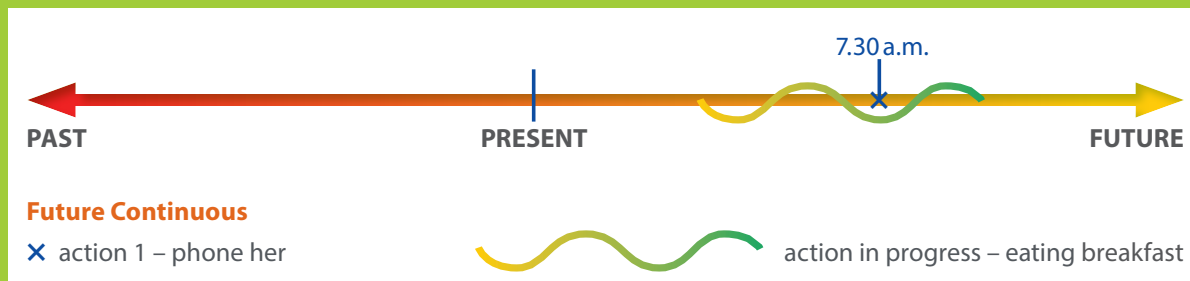 7.30 a.m.
PAST PRESENT FUTURE
Future Continuous
× action 1 – phone her action in progress – eating breakfast